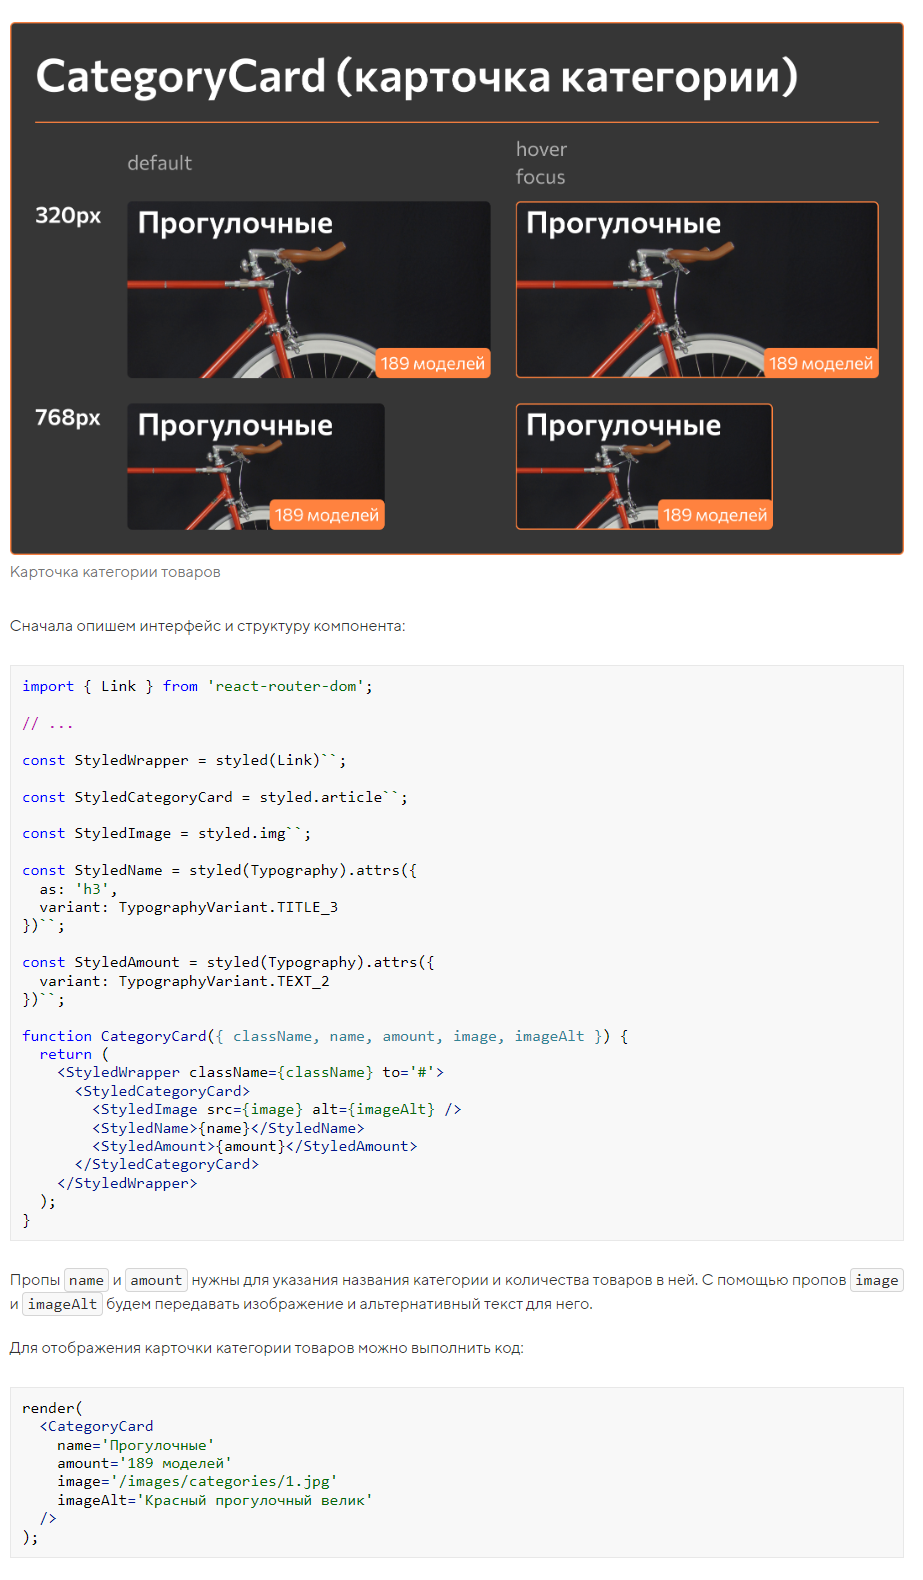 CategoryCard (карточка категории)
default
hover
focus
320px
Прогулочные
189 моделей
Прогулочные
189 моделей
768px
Прогулочные
189 моделей
Прогулочные
189 моделей
Карточка категории товаров
Сначала опишем интерфейс и структуру компонента:
import { Link } from 'react-router-dom';
// ...
const StyledWrapper = styled(Link)``;
const StyledCategoryCard = styled.article``;
const StyledImage = styled.img``;
const StyledName = styled(Typography).attrs({
  as: 'h3',
  variant: TypographyVariant.TITLE_3
})``;
const StyledAmount = styled(Typography).attrs({
  variant: TypographyVariant.TEXT_2
})``;
function CategoryCard({ className, name, amount, image, imageAlt }) {
  return (
    <StyledWrapper className={className} to='#'>
      <StyledCategoryCard>
        <StyledImage src={image} alt={imageAlt} />
        <StyledName>{name}</StyledName>
        <StyledAmount>{amount}</StyledAmount>
      </StyledCategoryCard>
    </StyledWrapper>
  );
}
Пропы name и amount нужны для указания названия категории и количества товаров в ней. С помощью пропов image
и imageAlt будем передавать изображение и альтернативный текст для него.
Для отображения карточки категории товаров можно выполнить код:
render(
  <CategoryCard
    name='Прогулочные'
    amount='189 моделей'
    image='/images/categories/1.jpg'
    imageAlt='Красный прогулочный велик'
  />
);